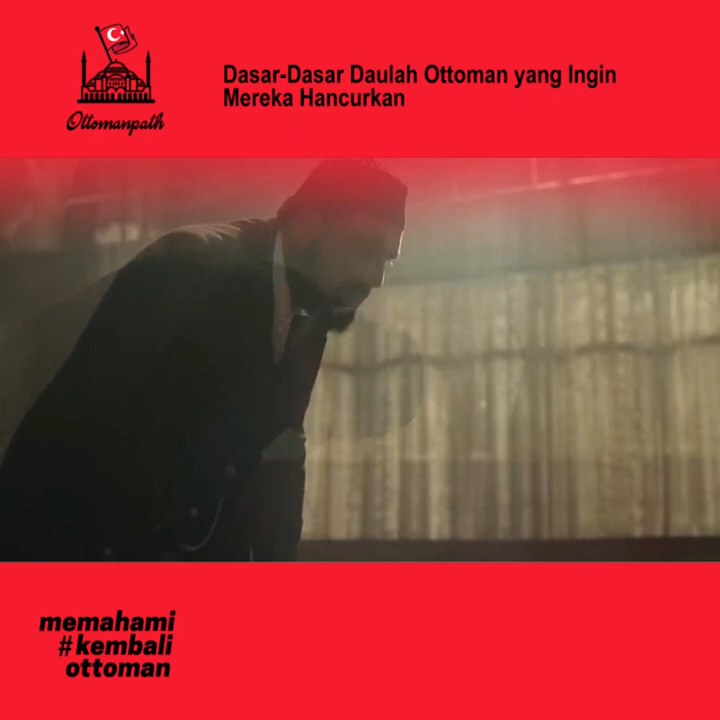 Dasar-Dasar Daulah Ottoman yang Ingin
Mereka Hancurkan
Ottomanpath
memahami
#kembali
ottoman